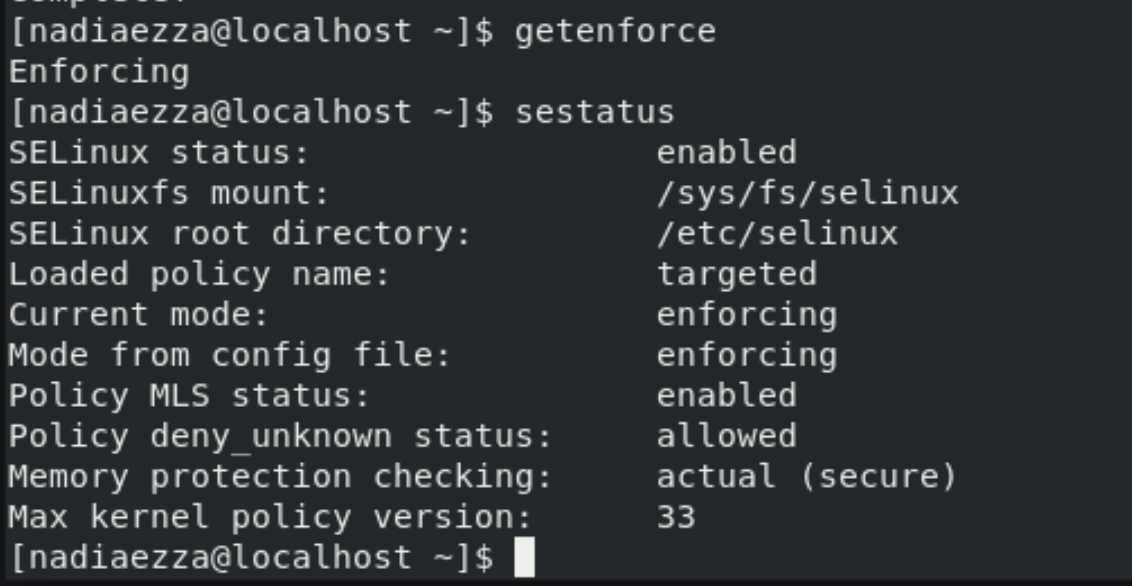 [nadiaezza@localhost ~]$ getenforce
Enforcing
[nadiaezza@localhost ~]$ sestatus
SELinux status:                 enabled
SELinuxfs mount:                /sys/fs/selinux
SELinux root directory:         /etc/selinux
Loaded policy name:             targeted
Current mode:                   enforcing
Mode from config file:          enforcing
Policy MLS status:              enabled
Policy deny_unknown status:     allowed
Memory protection checking:     actual (secure)
Max kernel policy version:      33
[nadiaezza@localhost ~]$